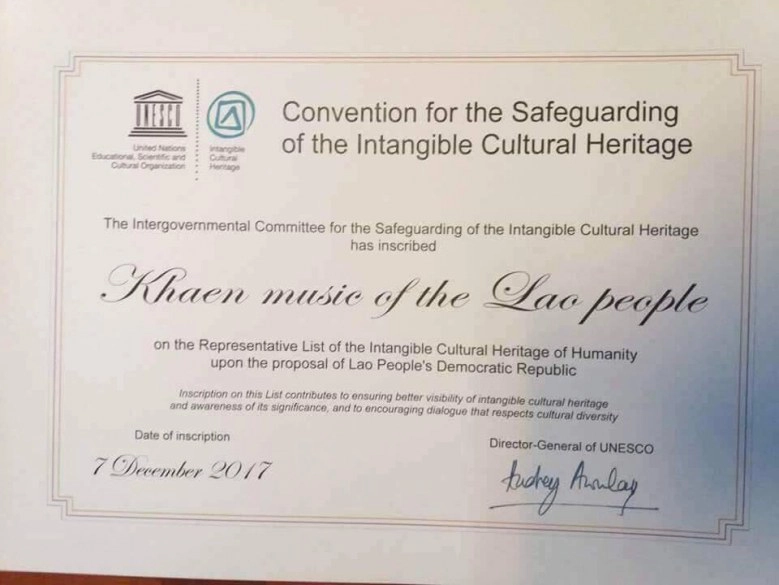 UNESCO
United Nations
Educational, Scientific and
Cultural Organization
Intangible
Cultural
Heritage
Convention for the Safeguarding
of the Intangible Cultural Heritage
The Intergovernmental Committee for the Safeguarding of the Intangible Cultural Heritage
has inscribed
Khaen music of the Lao people
on the Representative List of the Intangible Cultural Heritage of Humanity
upon the proposal of Lao People's Democratic Republic
Inscription on this List contributes to ensuring better visibility of intangible cultural heritage
and awareness of its significance, and to encouraging dialogue that respects cultural diversity
Date of inscription
7 December 2017
Director-General of UNESCO
Audrey Azoulay